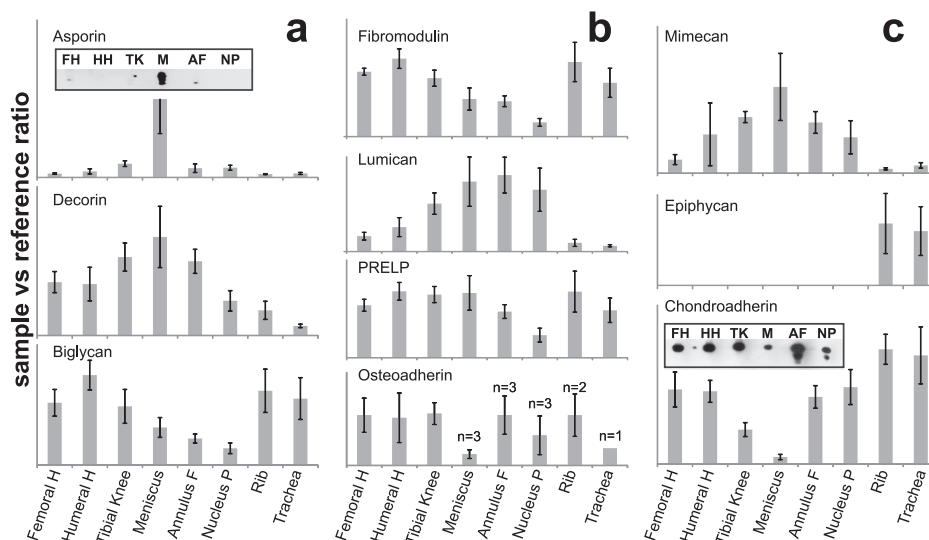 sample vs reference ratio
a
Asporin
FH HH TK M AF NP
Decorin
Biglycan
Femoral H
Humeral H
Tibial Knee
Meniscus
Annulus F
Nucleus P
Rib
Trachea
b
Fibromodulin
Lumican
PRELP
Osteoadherin
n=3
n=3
n=3
n=2
n=1
Femoral H
Humeral H
Tibial Knee
Meniscus
Annulus F
Nucleus P
Rib
Trachea
c
Mimecan
Epiphycan
Chondroadherin
FH HH TK M AF NP
Femoral H
Humeral H
Tibial Knee
Meniscus
Annulus F
Nucleus P
Rib
Trachea